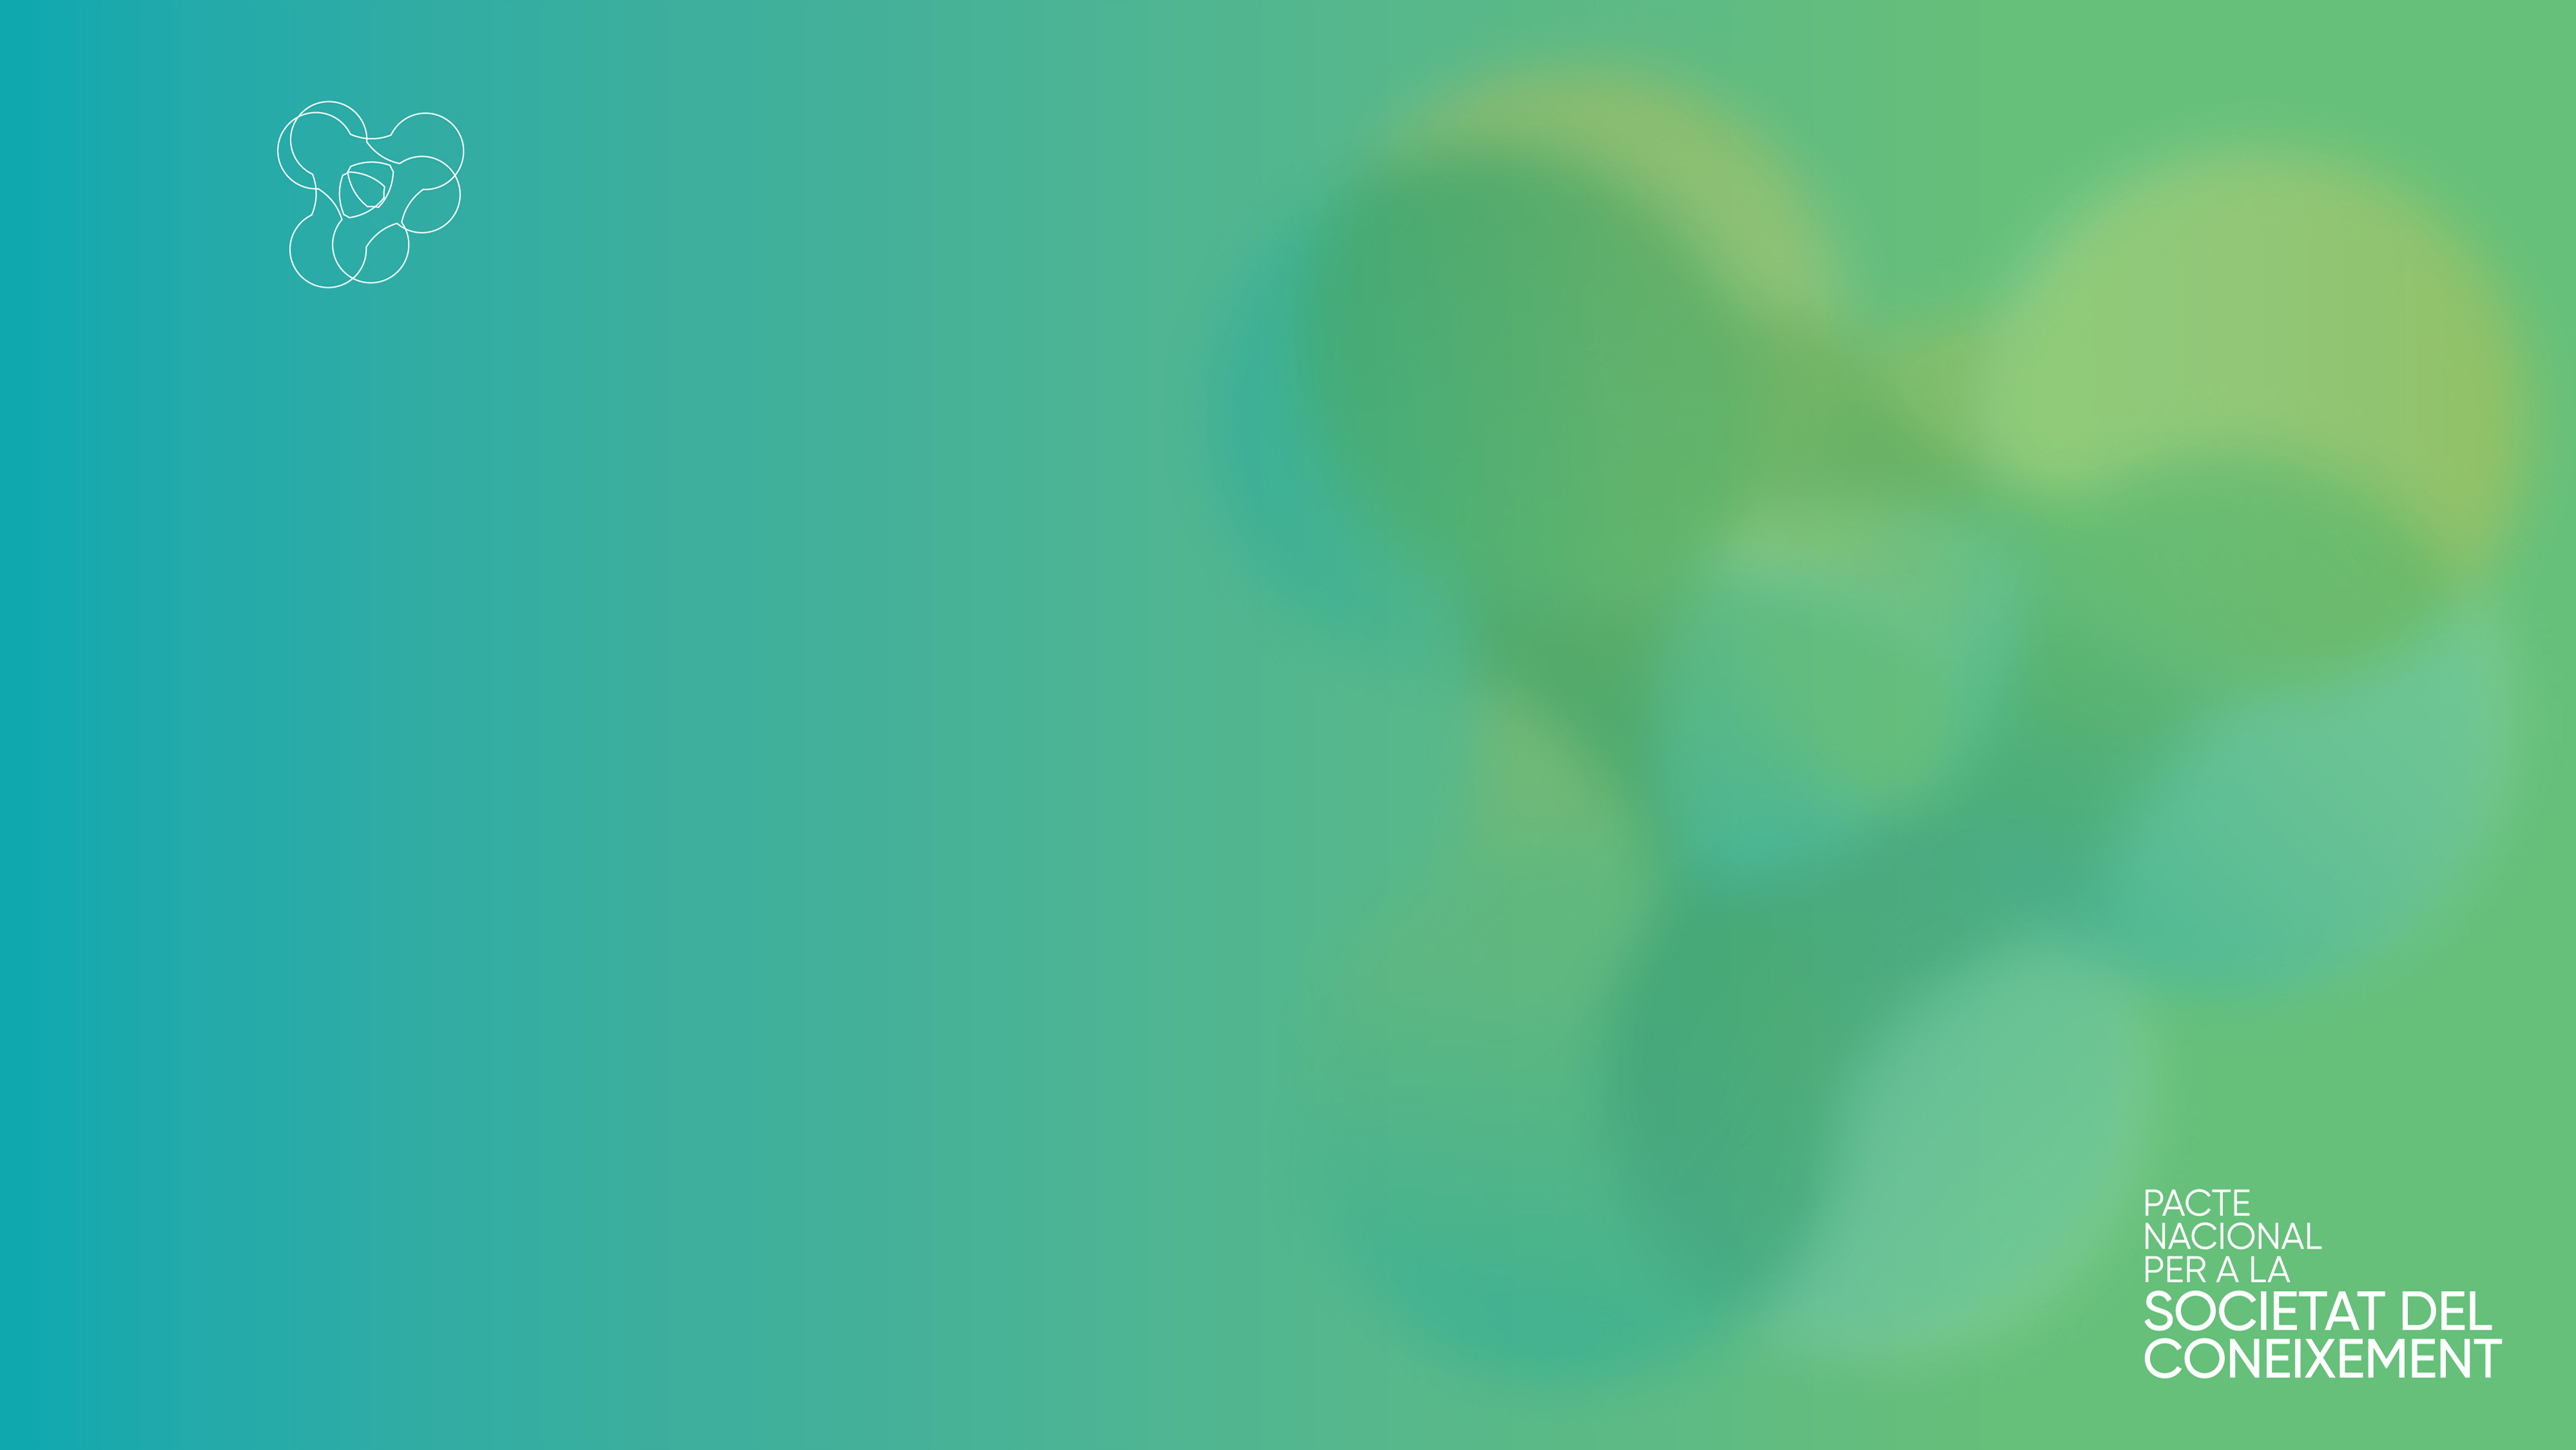 PACTE
NACIONAL
PER A LA
SOCIETAT DEL
CONEIXEMENT